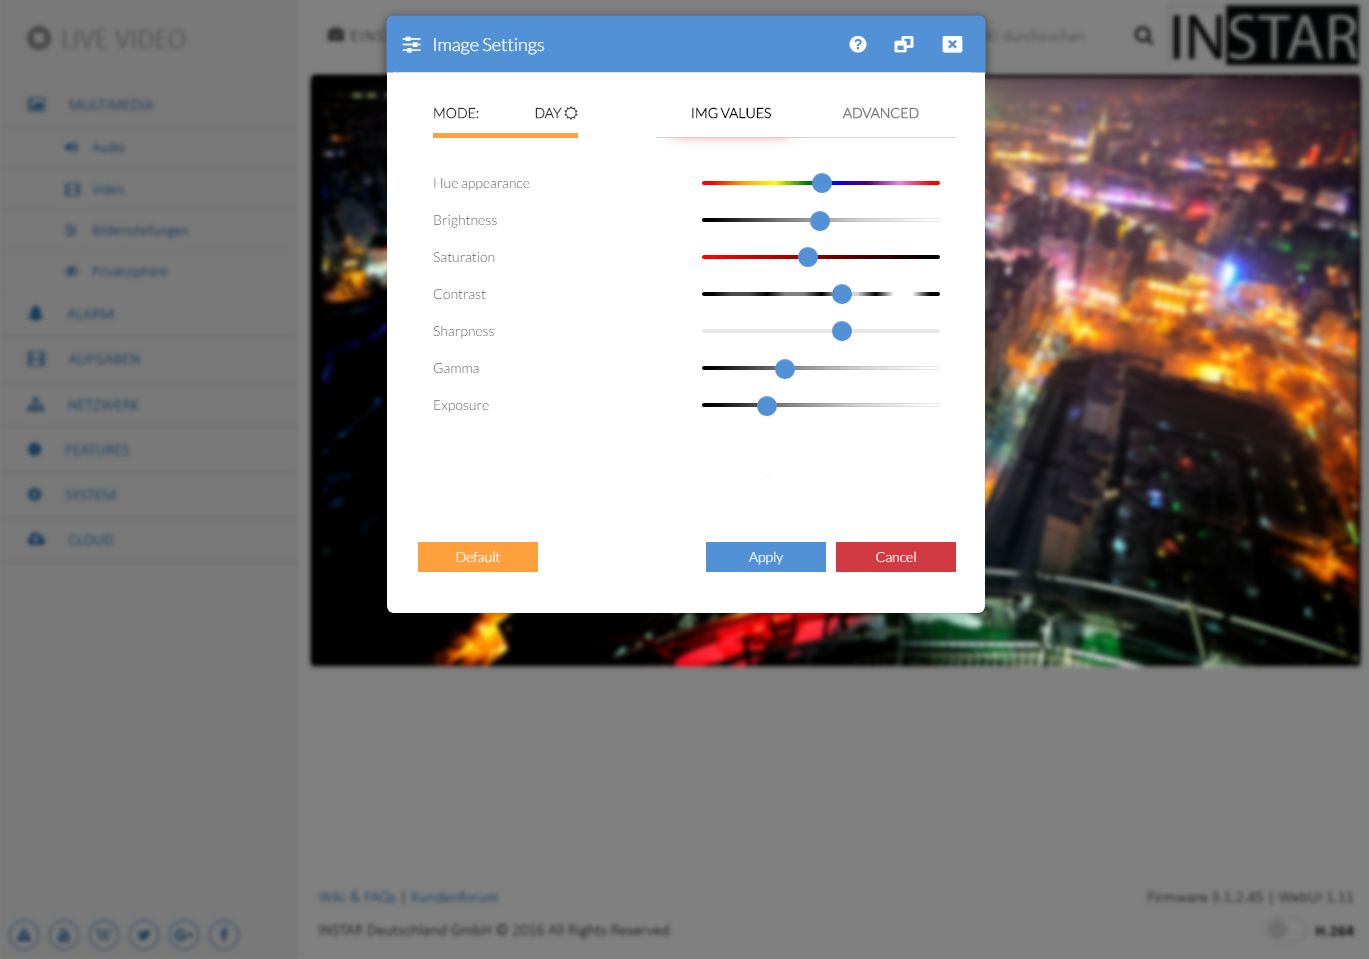 LIVE VIDEO
MULTIMEDIA
Audio
Video
Bildeinstellungen
Privatsphäre
ALARM
AUFGABEN
NETZWERK
FEATURES
SYSTEM
CLOUD
EINS
durchsuchen
INSTAR
Image Settings
MODE: DAY
IMG VALUES ADVANCED
Hue appearance
Brightness
Saturation
Contrast
Sharpness
Gamma
Exposure
Default Apply Cancel
Wiki & FAQs | Kundenforum
Firmware 3.1.2.45 | WebUI 1.11
INSTAR Deutschland GmbH © 2016 All Rights Reserved
H.264